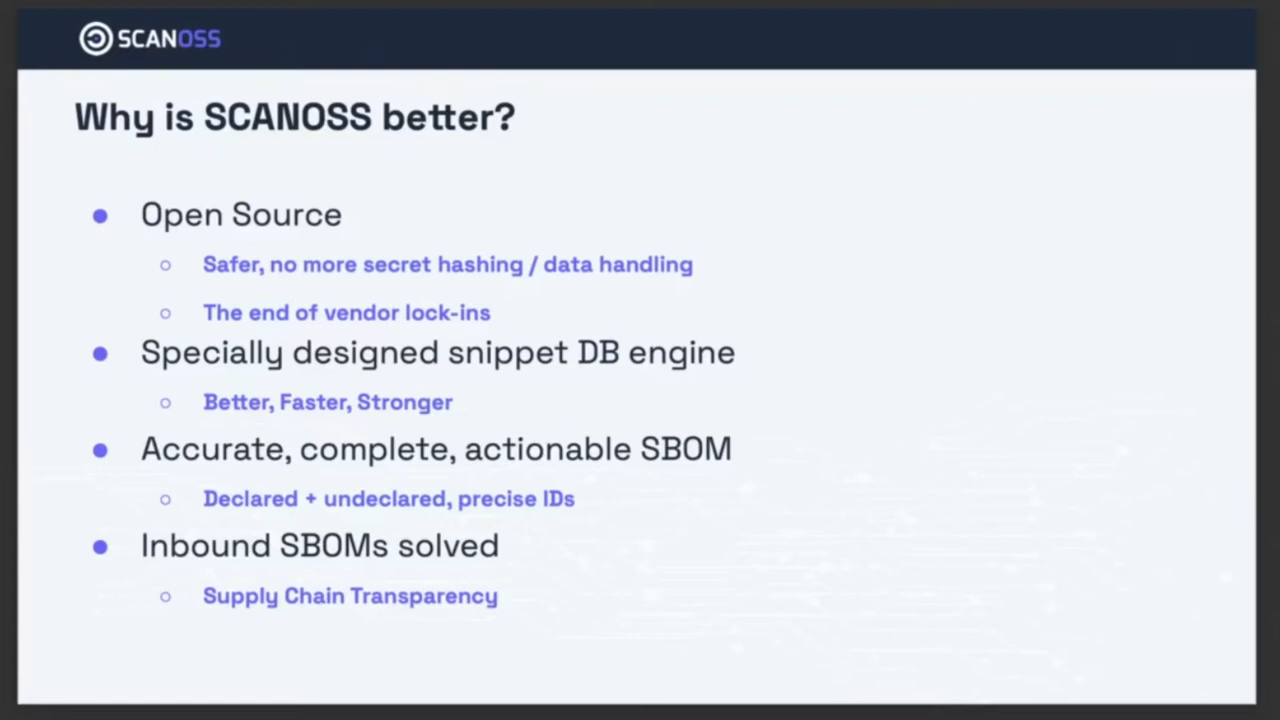 SCANOSS
Why is SCANOSS better?
Open Source
Safer, no more secret hashing / data handling
The end of vendor lock-ins
Specially designed snippet DB engine
Better, Faster, Stronger
Accurate, complete, actionable SBOM
Declared + undeclared, precise IDs
Inbound SBOMs solved
Supply Chain Transparency